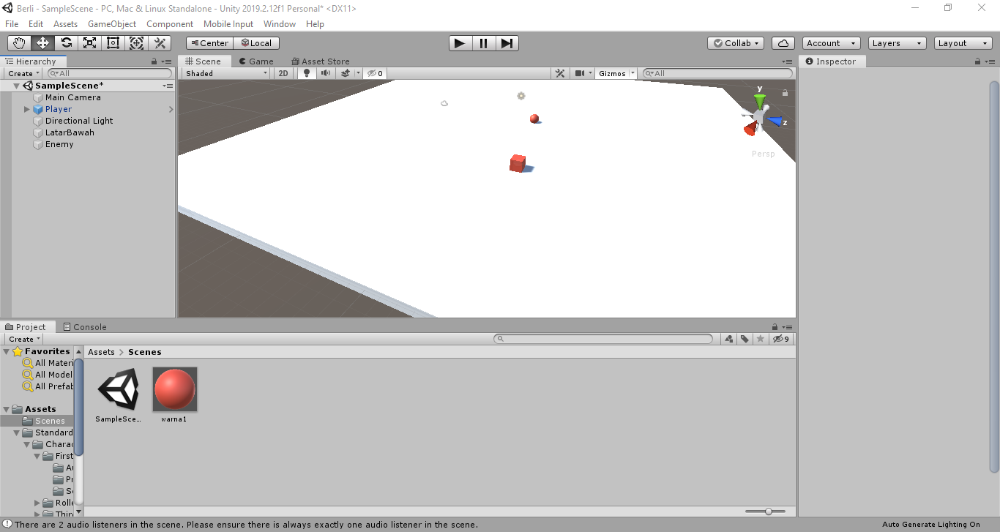 Berli - SampleScene - PC, Mac & Linux Standalone - Unity 2019.2.12f1 Personal* <DX11>
File Edit Assets GameObject Component Mobile Input Window Help
Center Local Collab Account Layers Layout
Hierarchy
Create All
SampleScene*
Main Camera
Player
Directional Light
LatarBawah
Enemy
Scene Game Asset Store
Shaded 2D 0 Gizmos All
y
z
Persp
Inspector
Project Console
Create 9
Favorites
All Materi
All Model
All Prefab
Assets
Scenes
Standard
Charac
First
Au
Pr
Sc
Rolle
Thir
Assets > Scenes
SampleSce...
warna1
There are 2 audio listeners in the scene. Please ensure there is always exactly one audio listener in the scene.
Auto Generate Lighting On